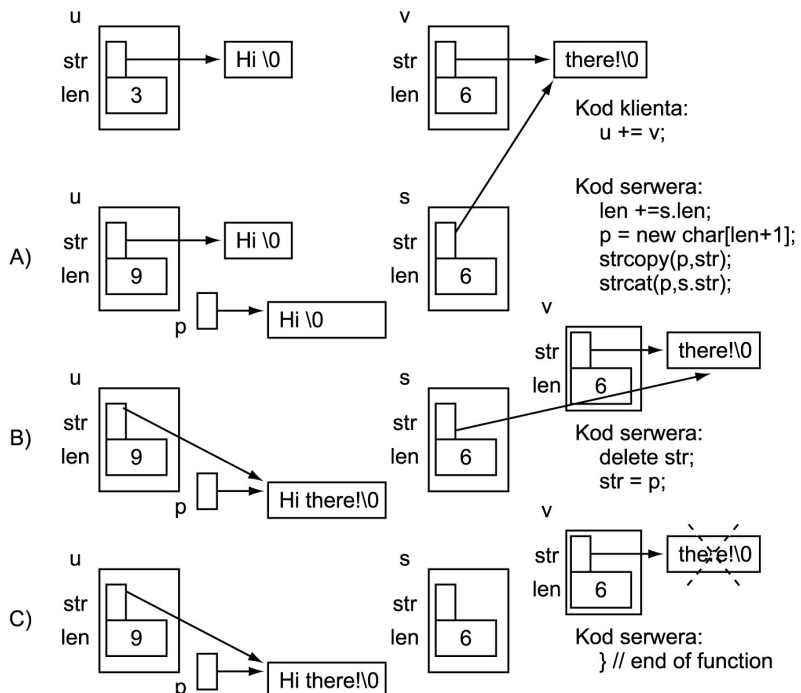 u
v
str
Hi \0
str
there!\0
len
3
len
6
Kod klienta:
u += v;
u
s
Kod serwera:
len +=s.len;
p = new char[len+1];
strcopy(p,str);
strcat(p,s.str);
A)
str
Hi \0
len
9
str
len
6
p
Hi \0
v
str
there!\0
len
6
u
s
B)
str
len
9
str
len
6
p
Hi there!\0
Kod serwera:
delete str;
str = p;
v
str
there!\0
len
6
u
s
C)
str
len
9
str
len
6
p
Hi there!\0
Kod serwera:
} // end of function